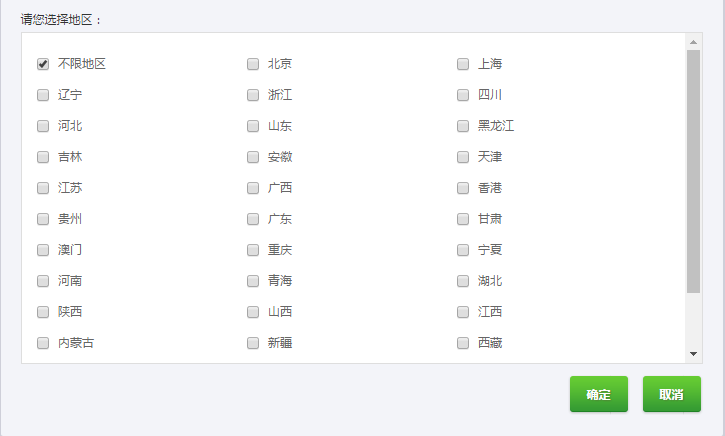 请您选择地区：
不限地区 北京 上海
辽宁 浙江 四川
河北 山东 黑龙江
吉林 安徽 天津
江苏 广西 香港
贵州 广东 甘肃
澳门 重庆 宁夏
河南 青海 湖北
陕西 山西 江西
内蒙古 新疆 西藏
确定 取消